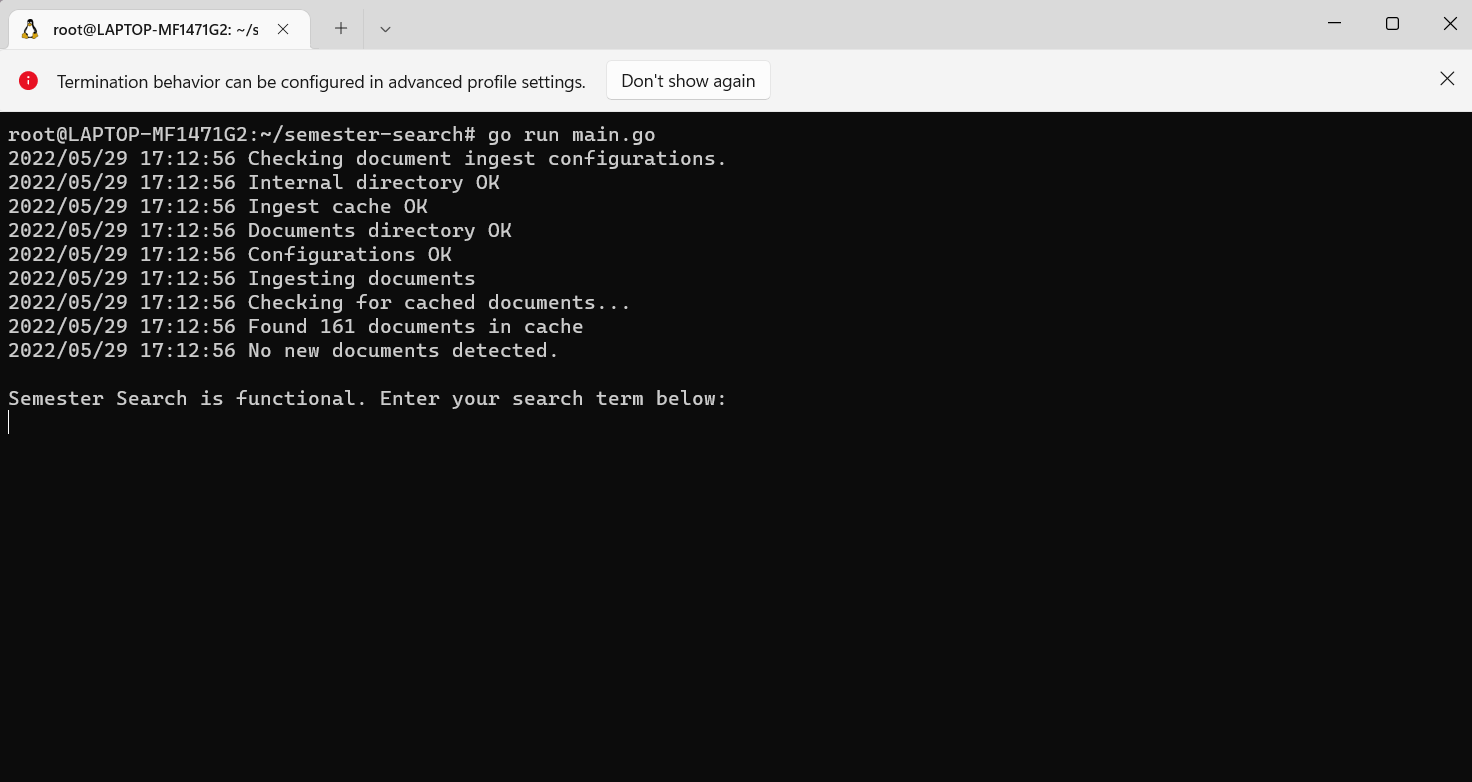 root@LAPTOP-MF1471G2: ~/s
Termination behavior can be configured in advanced profile settings. Don't show again
root@LAPTOP-MF1471G2:~/semester-search# go run main.go
2022/05/29 17:12:56 Checking document ingest configurations.
2022/05/29 17:12:56 Internal directory OK
2022/05/29 17:12:56 Ingest cache OK
2022/05/29 17:12:56 Documents directory OK
2022/05/29 17:12:56 Configurations OK
2022/05/29 17:12:56 Ingesting documents
2022/05/29 17:12:56 Checking for cached documents...
2022/05/29 17:12:56 Found 161 documents in cache
2022/05/29 17:12:56 No new documents detected.
Semester Search is functional. Enter your search term below: